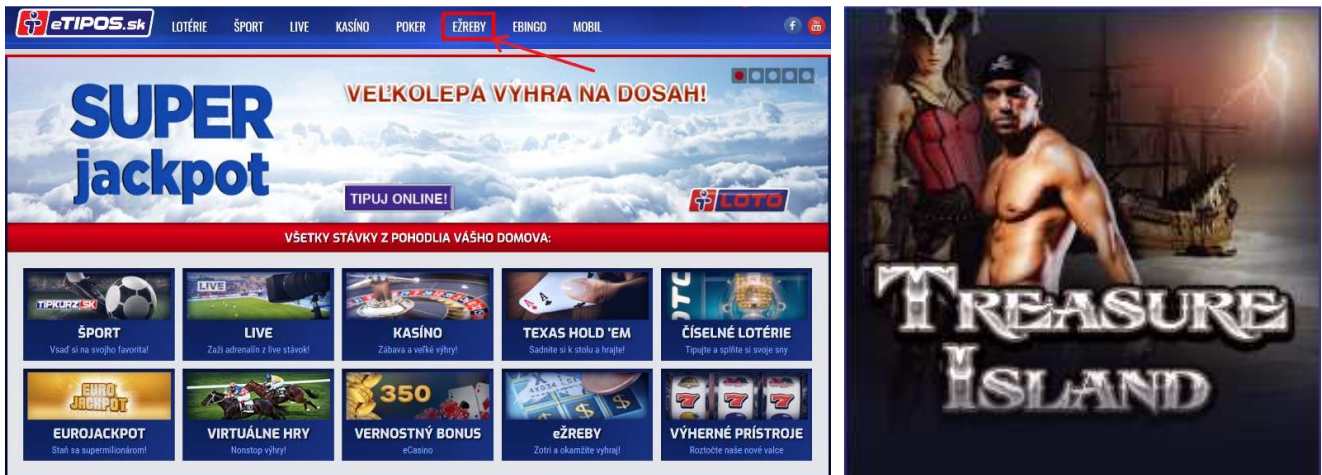 eTIPOS.sk LOTÉRIE ŠPORT LIVE KASÍNO POKER EŽREBY EBINGO MOBIL
SUPER
jackpot
VEĽKOLEPÁ VÝHRA NA DOSAH!
TIPUJ ONLINE!
LOTO
VŠETKY STÁVKY Z POHODLIA VÁŠHO DOMOVA:
TIPKURZ.SK
ŠPORT
Vsaď si na svojho favorita!
LIVE
LIVE
Zaži adrenalín z live stávok!
KASÍNO
Zábava a veľké výhry!
TEXAS HOLD 'EM
Sadnite si k stolu a hrajte!
ČÍSELNÉ LOTÉRIE
Tipujte a splňte si svoje sny
EURO
JACKPOT
EUROJACKPOT
Staň sa supermilionárom!
VIRTUÁLNE HRY
Nonstop výhry!
350
VERNOSTNÝ BONUS
eCasino
eŽREBY
Zotri a okamžite vyhraj!
7 7 7
VÝHERNÉ PRÍSTROJE
Roztočte naše nové valce
TREASURE
ISLAND